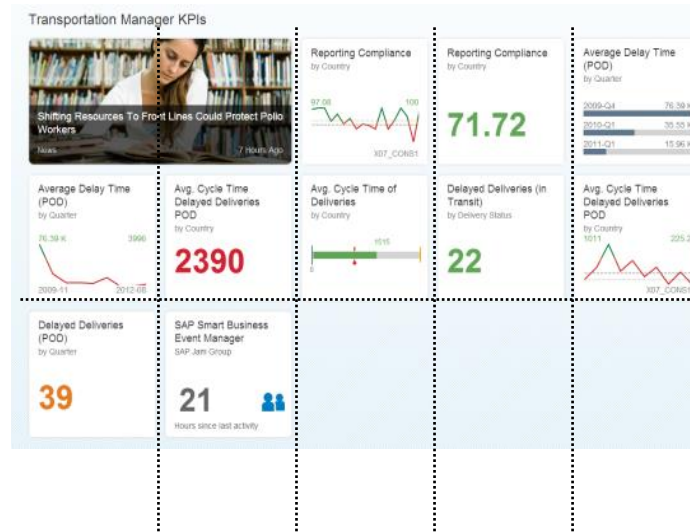 Transportation Manager KPIs
Shifting Resources To Front Lines Could Protect Polio
Workers
News
7 Hours Ago
Reporting Compliance
by Country
97.08
100
X07_CONS1
Reporting Compliance
by Country
71.72
Average Delay Time
(POD)
by Quarter
2009-Q4
76.39 K
2010-Q1
35.55 K
2011-Q1
15.96 K
Average Delay Time
(POD)
by Quarter
76.39 K
3996
2009-11
2012-08
Avg. Cycle Time
Delayed Deliveries
POD
by Country
2390
Avg. Cycle Time of
Deliveries
by Country
1515
0
Delayed Deliveries (in
Transit)
by Delivery Status
22
Avg. Cycle Time
Delayed Deliveries
POD
by Country
1011
225.2
X07_CONS1
Delayed Deliveries
(POD)
by Quarter
39
SAP Smart Business
Event Manager
SAP Jam Group
21
Hours since last activity